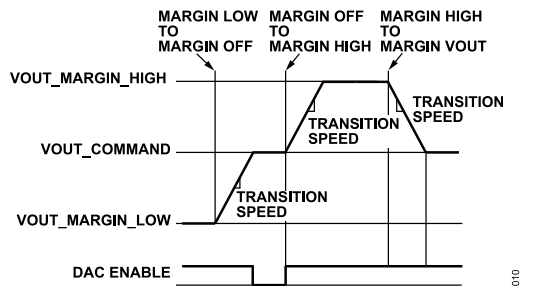 MARGIN LOW MARGIN OFF MARGIN HIGH
TO TO TO
MARGIN OFF MARGIN HIGH MARGIN VOUT
VOUT_MARGIN_HIGH
TRANSITION
SPEED
TRANSITION
SPEED
VOUT_COMMAND
TRANSITION
SPEED
VOUT_MARGIN_LOW
DAC ENABLE
010